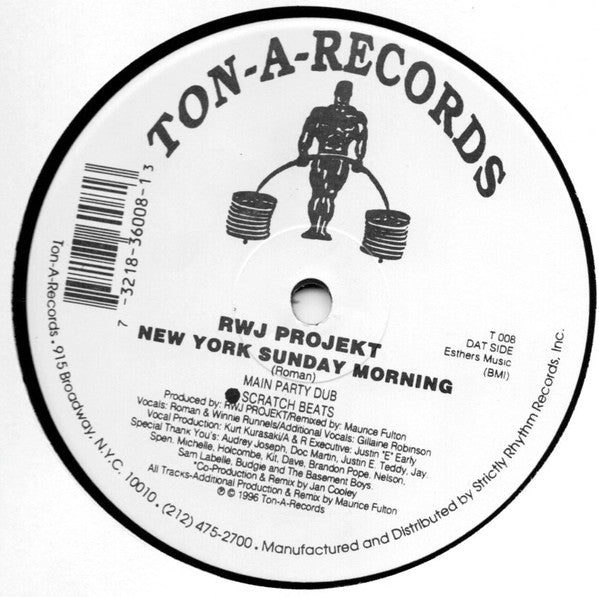 TON-A-RECORDS
7 3218-36008-1 3
RWJ PROJEKT
NEW YORK SUNDAY MORNING
(Roman)
MAIN PARTY DUB
SCRATCH BEATS
T 008
DAT SIDE
Esthers Music
(BMI)
Produced by: RWJ PROJEKT/Remixed by: Maunce Fulton
Vocals: Roman & Winnie Runnels/Additional Vocals: Gillaine Robinson
Vocal Production: Kurt Kurasaki/A & R Executive: Justin "E" Early
Special Thanx You's: Audrey Joseph, Doc Martin, Justin E. Teddy, Jay.
Spen. Michelle, Holcombe, Kit, Dave, Brandon Pope, Nelson.
Sam Labelle, Budgie and The Basement Boys.
*Co-Production & Remix by Jan Cooley
All Tracks-Additional Production & Remix by Maurice Fulton
℗ © 1996 Ton-A-Records
Ton-A-Records · 915 Broadway, N.Y.C. 10010 · (212) 475-2700 · Manufactured and Distributed by Strictly Rhythm Records, Inc.